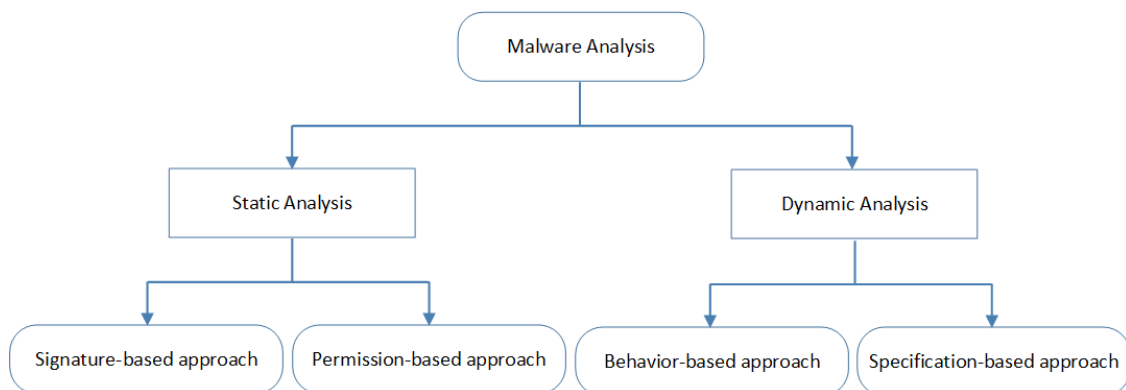 Malware Analysis
Static Analysis
Dynamic Analysis
Signature-based approach
Permission-based approach
Behavior-based approach
Specification-based approach